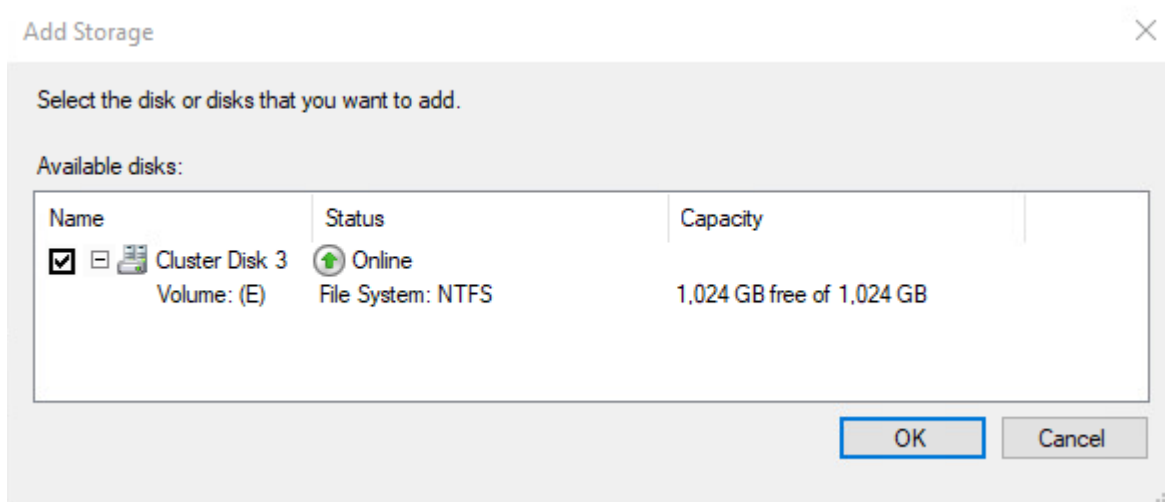 Add Storage
Select the disk or disks that you want to add.
Available disks:
Name Status Capacity
Cluster Disk 3 Online
Volume: (E) File System: NTFS 1,024 GB free of 1,024 GB
OK Cancel